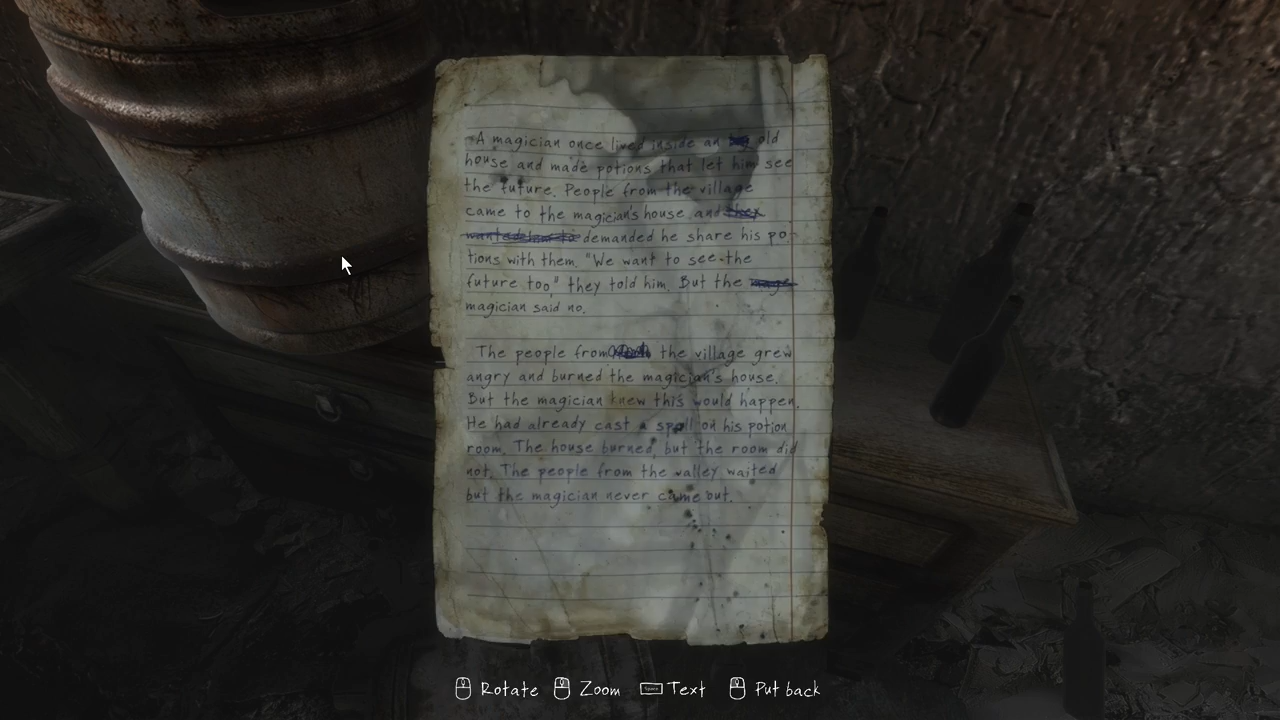 A magician once lived inside an old
house and made potions that let him see
the future. People from the village
came to the magician's house and they
wanted him to demanded he share his po-
tions with them. "We want to see the
future too," they told him. But the mage
magician said no.
The people from the village grew
angry and burned the magician's house.
But the magician knew this would happen.
He had already cast a spell on his potion
room. The house burned, but the room did
not. The people from the valley waited
but the magician never came out.
Rotate Zoom Text Put back